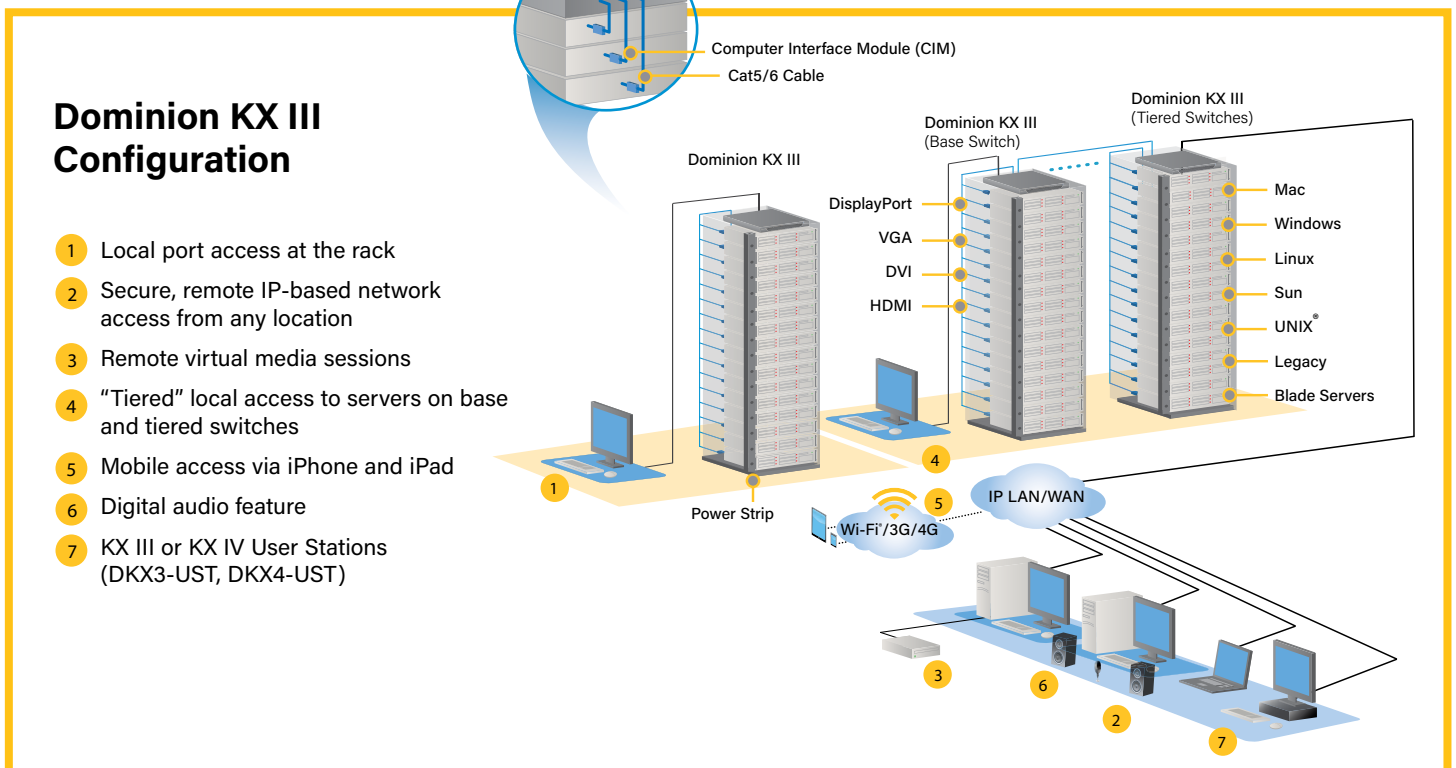 Computer Interface Module (CIM)
Cat5/6 Cable
Dominion KX III
Configuration
1 Local port access at the rack
2 Secure, remote IP-based network
access from any location
3 Remote virtual media sessions
4 “Tiered” local access to servers on base
and tiered switches
5 Mobile access via iPhone and iPad
6 Digital audio feature
7 KX III or KX IV User Stations
(DKX3-UST, DKX4-UST)
Dominion KX III
Dominion KX III
(Base Switch)
Dominion KX III
(Tiered Switches)
DisplayPort
VGA
DVI
HDMI
Mac
Windows
Linux
Sun
UNIX®
Legacy
Blade Servers
1
Power Strip
4
5
Wi-Fi®/3G/4G
IP LAN/WAN
3
6
2
7